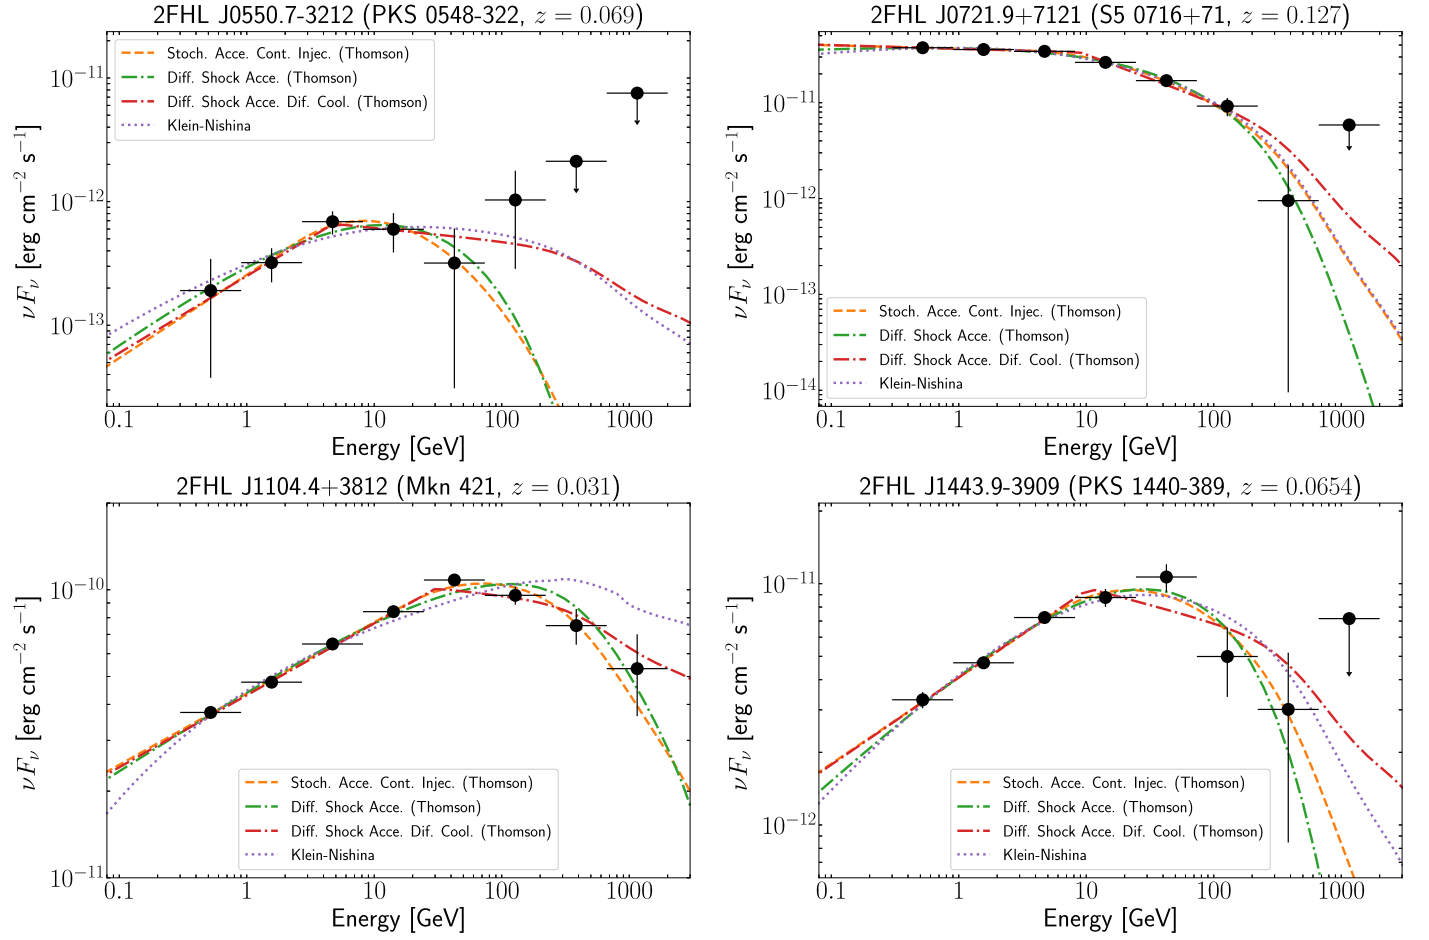 2FHL J0550.7-3212 (PKS 0548-322, z = 0.069)
Stoch. Acce. Cont. Injec. (Thomson)
Diff. Shock Acce. (Thomson)
Diff. Shock Acce. Dif. Cool. (Thomson)
Klein-Nishina
10⁻¹¹
10⁻¹²
10⁻¹³
νFν [erg cm⁻² s⁻¹]
0.1 1 10 100 1000
Energy [GeV]
2FHL J0721.9+7121 (S5 0716+71, z = 0.127)
10⁻¹¹
10⁻¹²
10⁻¹³
10⁻¹⁴
νFν [erg cm⁻² s⁻¹]
Stoch. Acce. Cont. Injec. (Thomson)
Diff. Shock Acce. (Thomson)
Diff. Shock Acce. Dif. Cool. (Thomson)
Klein-Nishina
0.1 1 10 100 1000
Energy [GeV]
2FHL J1104.4+3812 (Mkn 421, z = 0.031)
10⁻¹⁰
10⁻¹¹
νFν [erg cm⁻² s⁻¹]
Stoch. Acce. Cont. Injec. (Thomson)
Diff. Shock Acce. (Thomson)
Diff. Shock Acce. Dif. Cool. (Thomson)
Klein-Nishina
0.1 1 10 100 1000
Energy [GeV]
2FHL J1443.9-3909 (PKS 1440-389, z = 0.0654)
10⁻¹¹
10⁻¹²
νFν [erg cm⁻² s⁻¹]
Stoch. Acce. Cont. Injec. (Thomson)
Diff. Shock Acce. (Thomson)
Diff. Shock Acce. Dif. Cool. (Thomson)
Klein-Nishina
0.1 1 10 100 1000
Energy [GeV]